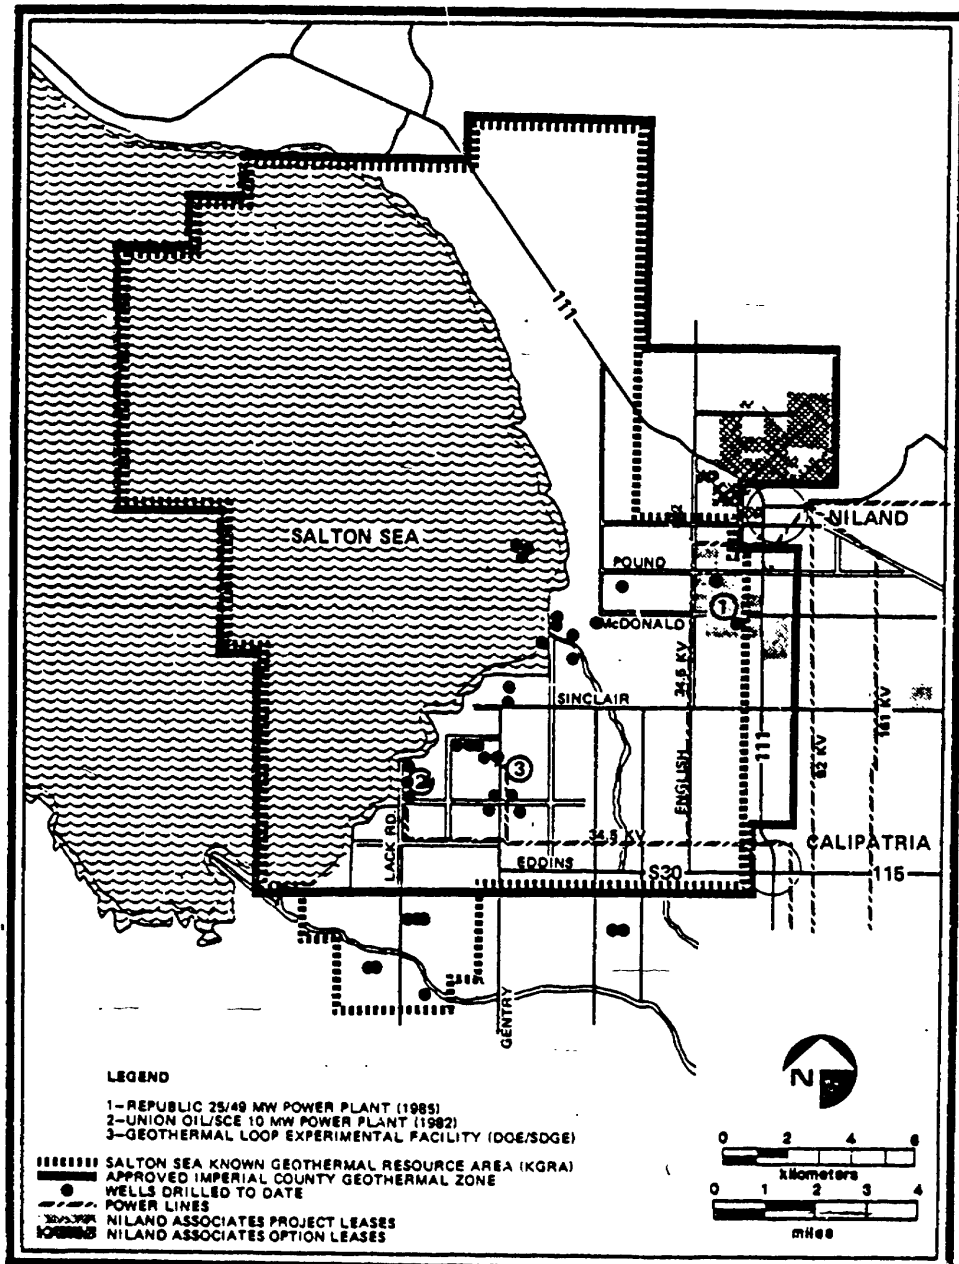 111
SALTON SEA
NILAND
POUND
1
McDONALD
34.5 KV
SINCLAIR
161 KV
111
92 KV
3
2
ENGLISH
LACK RD.
34.5 KV
CALIPATRIA
EDDINS
S30
115
GENTRY
N
LEGEND
1–REPUBLIC 25/49 MW POWER PLANT (1985)
2–UNION OIL/SCE 10 MW POWER PLANT (1982)
3–GEOTHERMAL LOOP EXPERIMENTAL FACILITY (DOE/SDGE)
SALTON SEA KNOWN GEOTHERMAL RESOURCE AREA (KGRA)
APPROVED IMPERIAL COUNTY GEOTHERMAL ZONE
WELLS DRILLED TO DATE
POWER LINES
NILAND ASSOCIATES PROJECT LEASES
NILAND ASSOCIATES OPTION LEASES
0 2 4 6
kilometers
0 1 2 3 4
miles